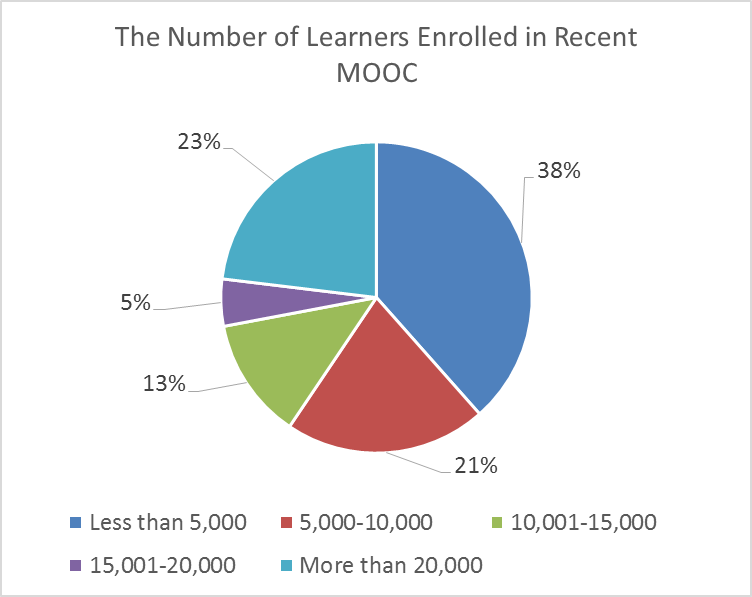 The Number of Learners Enrolled in Recent
MOOC
23%
38%
5%
13%
21%
Less than 5,000
5,000-10,000
10,001-15,000
15,001-20,000
More than 20,000